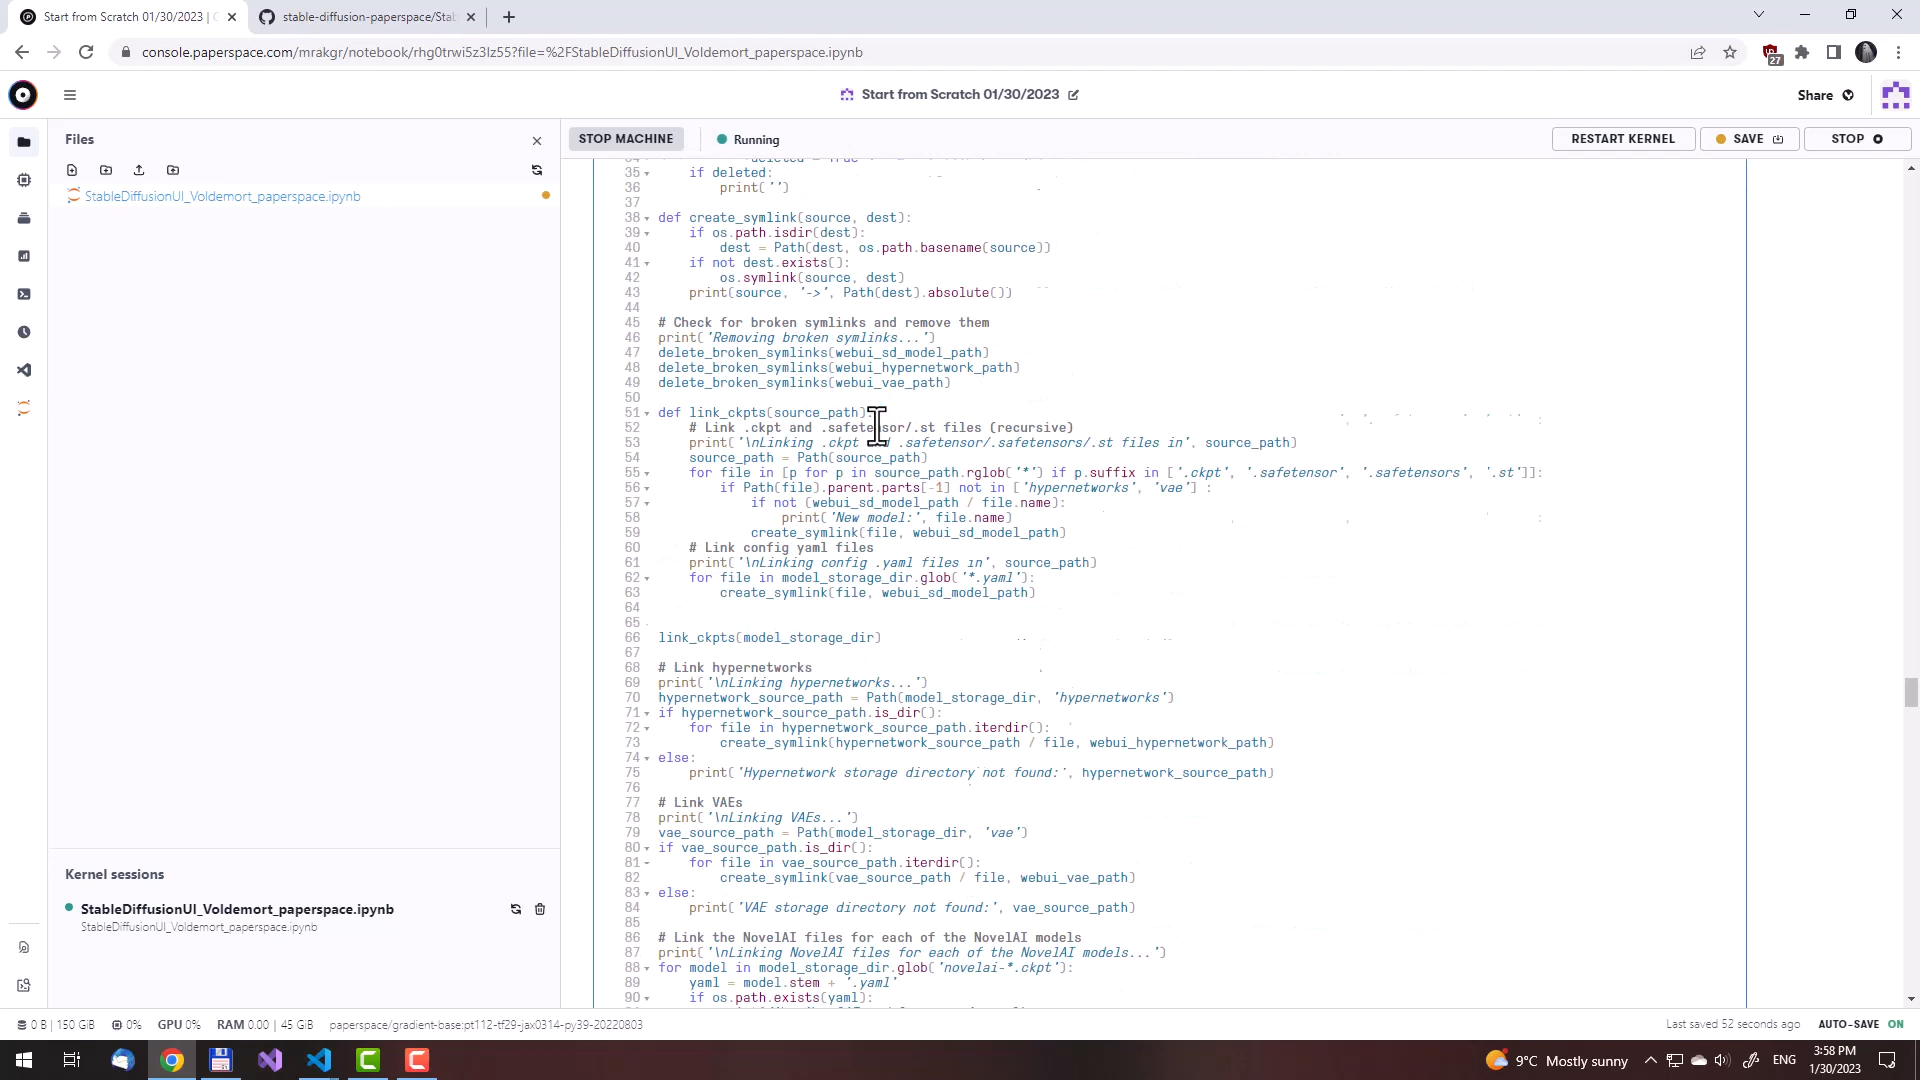 Start from Scratch 01/30/2023 | G
stable-diffusion-paperspace/Stab
console.paperspace.com/mrakgr/notebook/rhg0trwi5z3lz55?file=%2FStableDiffusionUI_Voldemort_paperspace.ipynb
27
Start from Scratch 01/30/2023
Share
Files
STOP MACHINE
Running
RESTART KERNEL
SAVE
STOP
StableDiffusionUI_Voldemort_paperspace.ipynb
35 if deleted:
36 print('')
37
38 def create_symlink(source, dest):
39 if os.path.isdir(dest):
40 dest = Path(dest, os.path.basename(source))
41 if not dest.exists():
42 os.symlink(source, dest)
43 print(source, '->', Path(dest).absolute())
44
45 # Check for broken symlinks and remove them
46 print('Removing broken symlinks...')
47 delete_broken_symlinks(webui_sd_model_path)
48 delete_broken_symlinks(webui_hypernetwork_path)
49 delete_broken_symlinks(webui_vae_path)
50
51 def link_ckpts(source_path):
52 # Link .ckpt and .safetensor/.st files (recursive)
53 print('\nLinking .ckpt and .safetensor/.safetensors/.st files in', source_path)
54 source_path = Path(source_path)
55 for file in [p for p in source_path.rglob('*') if p.suffix in ['.ckpt', '.safetensor', '.safetensors', '.st']]:
56 if Path(file).parent.parts[-1] not in ['hypernetworks', 'vae'] :
57 if not (webui_sd_model_path / file.name):
58 print('New model:', file.name)
59 create_symlink(file, webui_sd_model_path)
60 # Link config yaml files
61 print('\nLinking config .yaml files in', source_path)
62 for file in model_storage_dir.glob('*.yaml'):
63 create_symlink(file, webui_sd_model_path)
64
65
66 link_ckpts(model_storage_dir)
67
68 # Link hypernetworks
69 print('\nLinking hypernetworks...')
70 hypernetwork_source_path = Path(model_storage_dir, 'hypernetworks')
71 if hypernetwork_source_path.is_dir():
72 for file in hypernetwork_source_path.iterdir():
73 create_symlink(hypernetwork_source_path / file, webui_hypernetwork_path)
74 else:
75 print('Hypernetwork storage directory not found:', hypernetwork_source_path)
76
77 # Link VAEs
78 print('\nLinking VAEs...')
79 vae_source_path = Path(model_storage_dir, 'vae')
80 if vae_source_path.is_dir():
81 for file in vae_source_path.iterdir():
82 create_symlink(vae_source_path / file, webui_vae_path)
83 else:
84 print('VAE storage directory not found:', vae_source_path)
85
86 # Link the NovelAI files for each of the NovelAI models
87 print('\nLinking NovelAI files for each of the NovelAI models...')
88 for model in model_storage_dir.glob('novelai-*.ckpt'):
89 yaml = model.stem + '.yaml'
90 if os.path.exists(yaml):
Kernel sessions
StableDiffusionUI_Voldemort_paperspace.ipynb
StableDiffusionUI_Voldemort_paperspace.ipynb
0 B | 150 GiB 0% GPU 0% RAM 0.00 | 45 GiB paperspace/gradient-base:pt112-tf29-jax0314-py39-20220803
Last saved 52 seconds ago AUTO-SAVE ON
9°C Mostly sunny
ENG
3:58 PM
1/30/2023